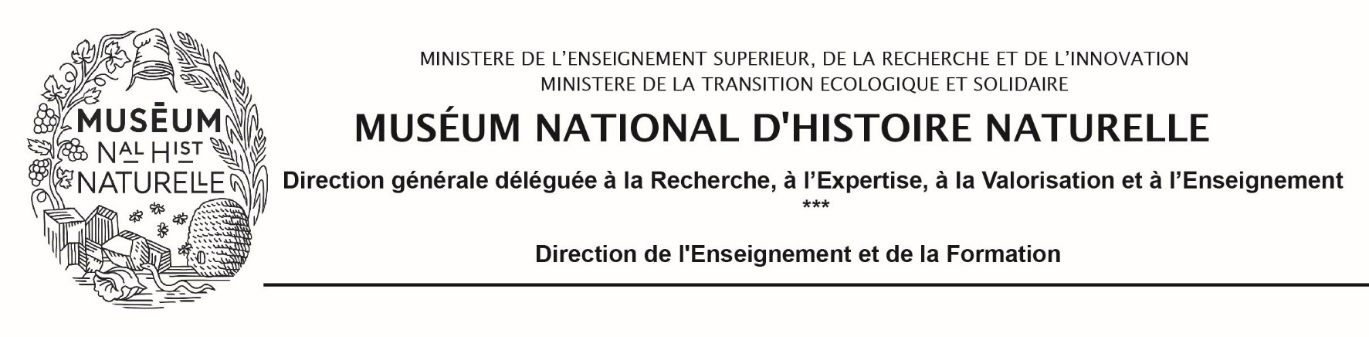 MUSĒUM
NAL HIST
NATURELLE
MINISTERE DE L’ENSEIGNEMENT SUPERIEUR, DE LA RECHERCHE ET DE L’INNOVATION
MINISTERE DE LA TRANSITION ECOLOGIQUE ET SOLIDAIRE
MUSÉUM NATIONAL D'HISTOIRE NATURELLE
Direction générale déléguée à la Recherche, à l’Expertise, à la Valorisation et à l’Enseignement
***
Direction de l'Enseignement et de la Formation